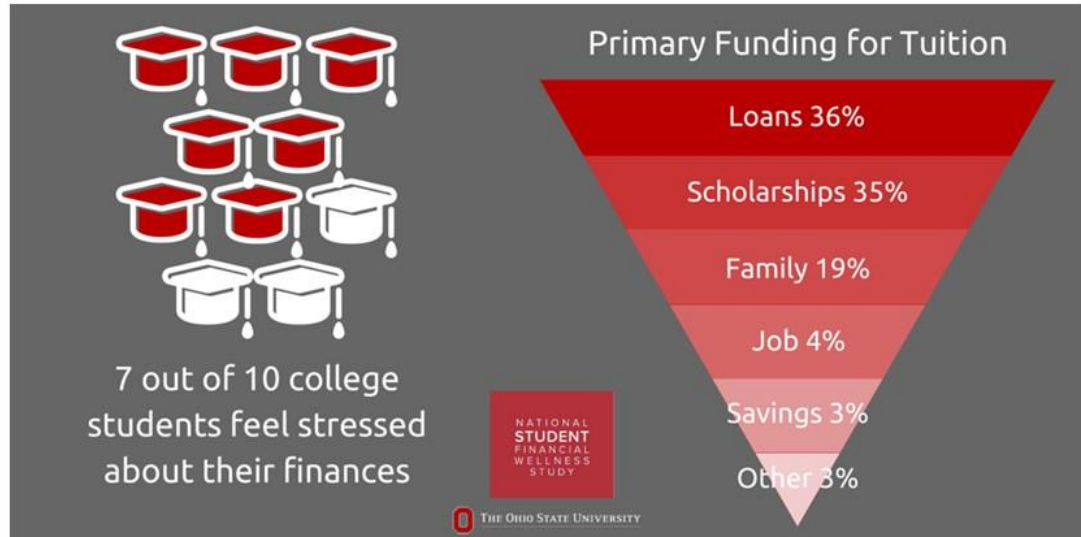 7 out of 10 college
students feel stressed
about their finances
Primary Funding for Tuition
Loans 36%
Scholarships 35%
Family 19%
Job 4%
Savings 3%
Other 3%
NATIONAL
STUDENT
FINANCIAL
WELLNESS
STUDY
THE OHIO STATE UNIVERSITY